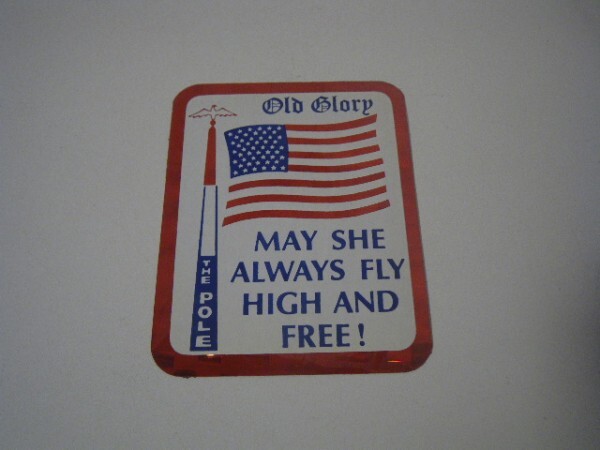 Old Glory
MAY SHE
ALWAYS FLY
HIGH AND
FREE!
THE POLE